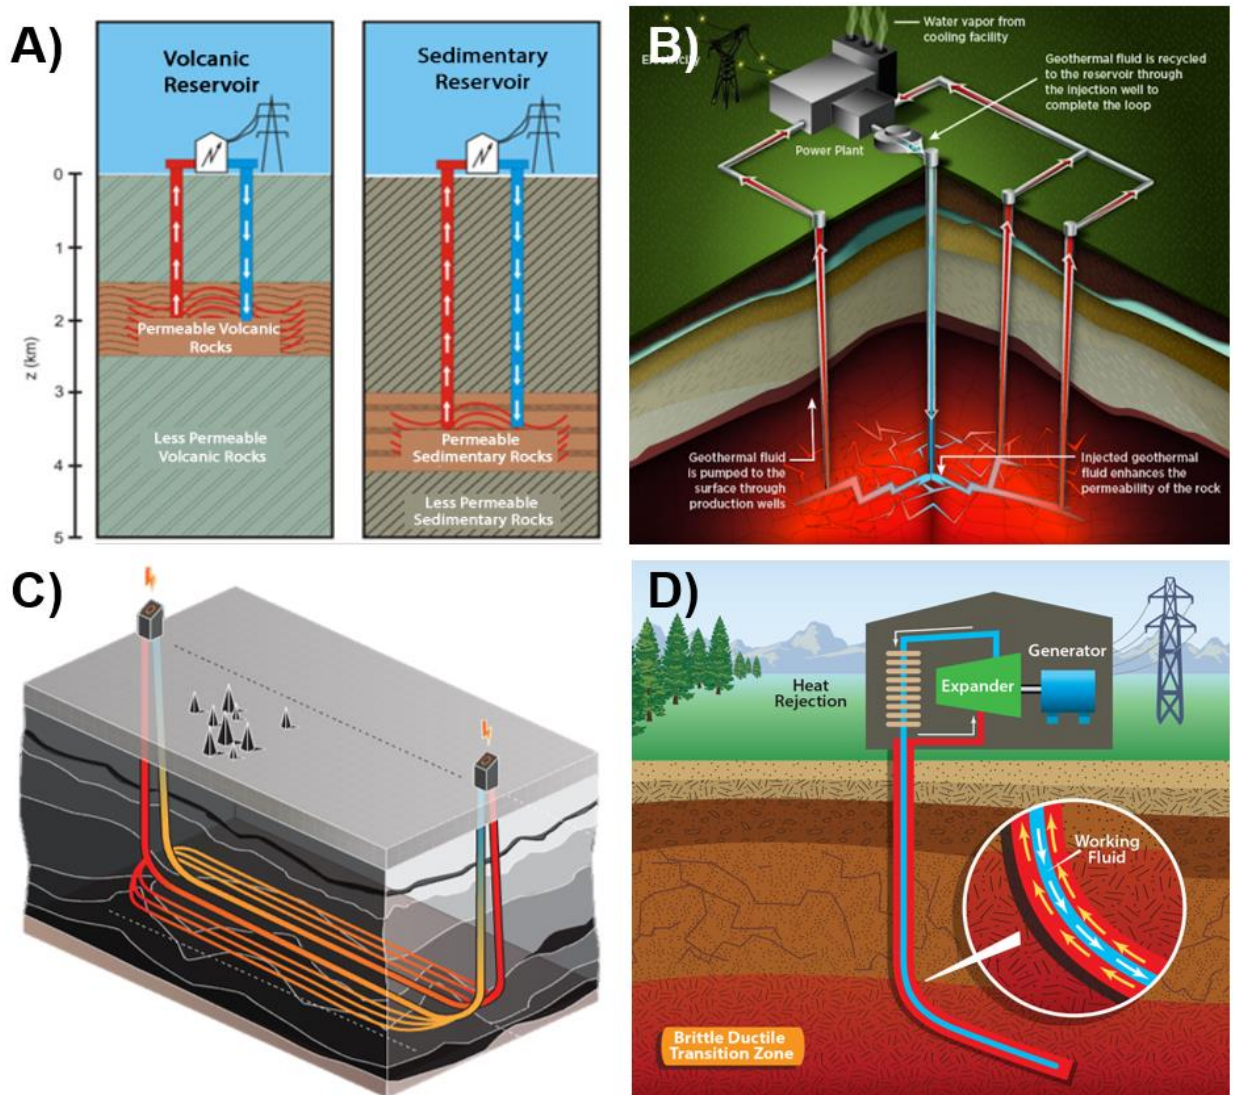 A)
Volcanic
Reservoir
Sedimentary
Reservoir
0
1
2
3
4
5
z (km)
Permeable Volcanic
Rocks
Less Permeable
Volcanic Rocks
Permeable
Sedimentary Rocks
Less Permeable
Sedimentary Rocks
B)
Water vapor from
cooling facility
Geothermal fluid is recycled
to the reservoir through
the injection well to
complete the loop
Power Plant
Geothermal fluid
is pumped to the
surface through
production wells
Injected geothermal
fluid enhances the
permeability of the rock
C)
D)
Heat
Rejection
Expander
Generator
Working
Fluid
Brittle Ductile
Transition Zone